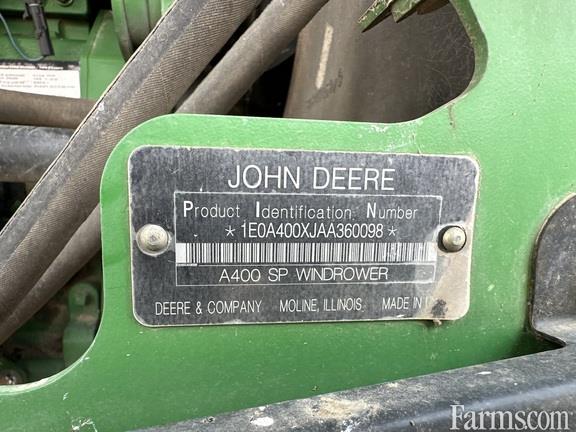 JOHN DEERE
Product Identification Number
* 1E0A400XJAA360098 *
A400 SP WINDROWER
DEERE & COMPANY MOLINE, ILLINOIS MADE IN
Farms.com®